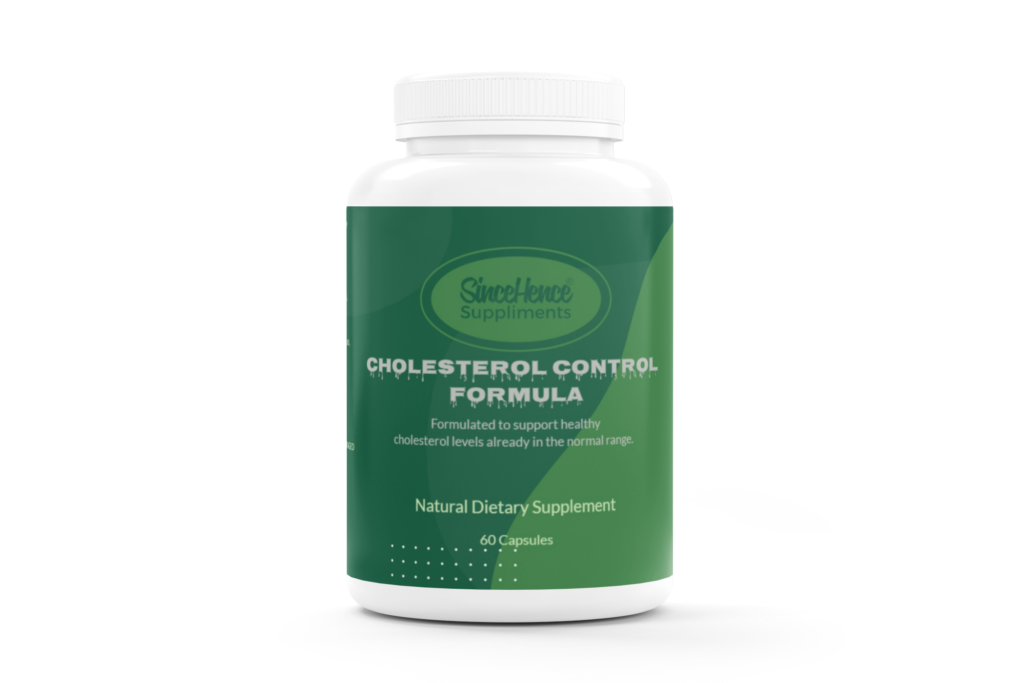 SinceHence®
Suppliments
CHOLESTEROL CONTROL
FORMULA
Formulated to support healthy
cholesterol levels already in the normal range.
Natural Dietary Supplement
60 Capsules